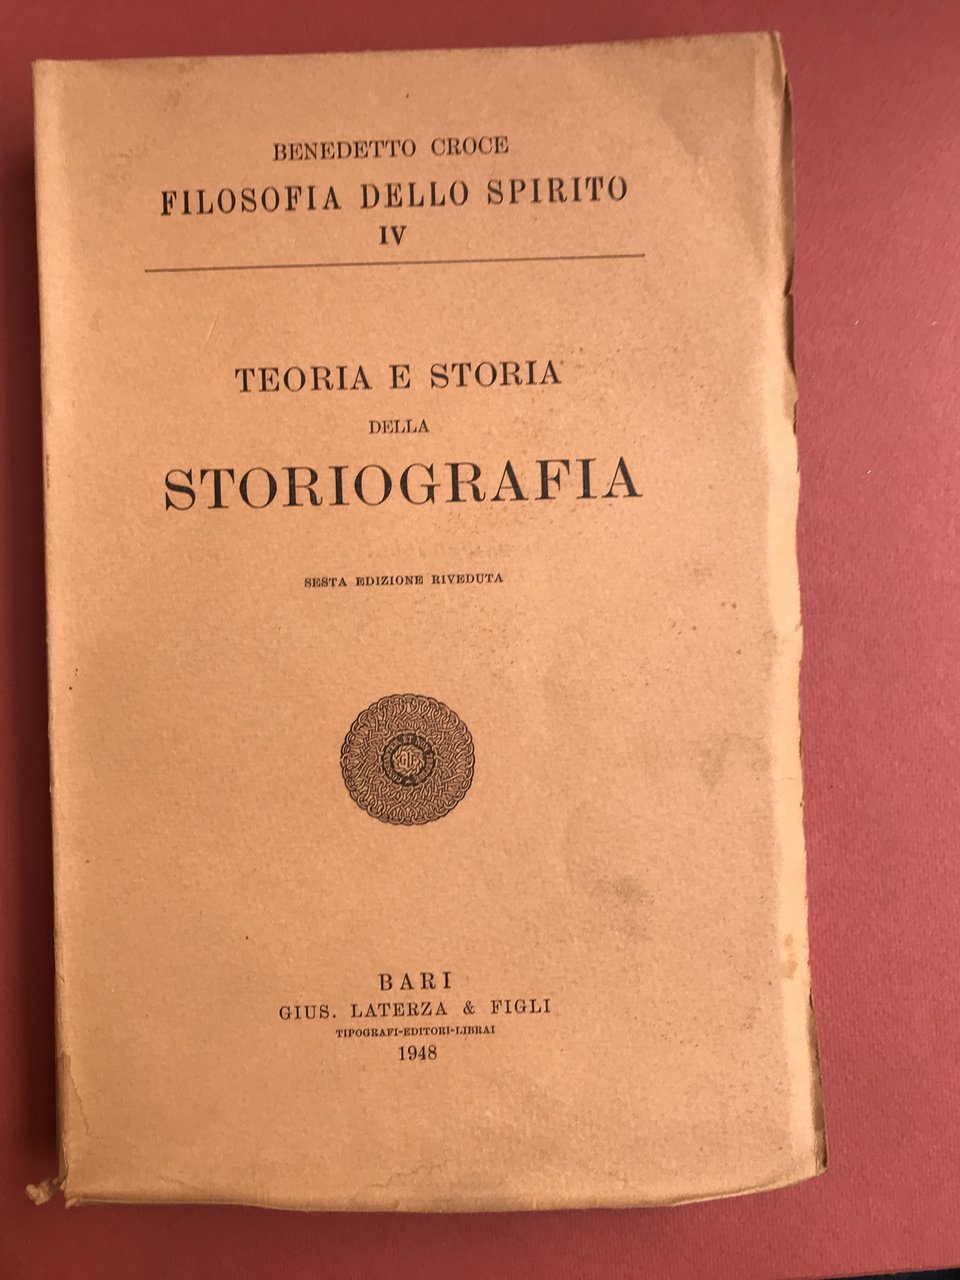 BENEDETTO CROCE
FILOSOFIA DELLO SPIRITO
IV
TEORIA E STORIA
DELLA
STORIOGRAFIA
SESTA EDIZIONE RIVEDUTA
BARI
GIUS. LATERZA & FIGLI
TIPOGRAFI-EDITORI-LIBRAI
1948